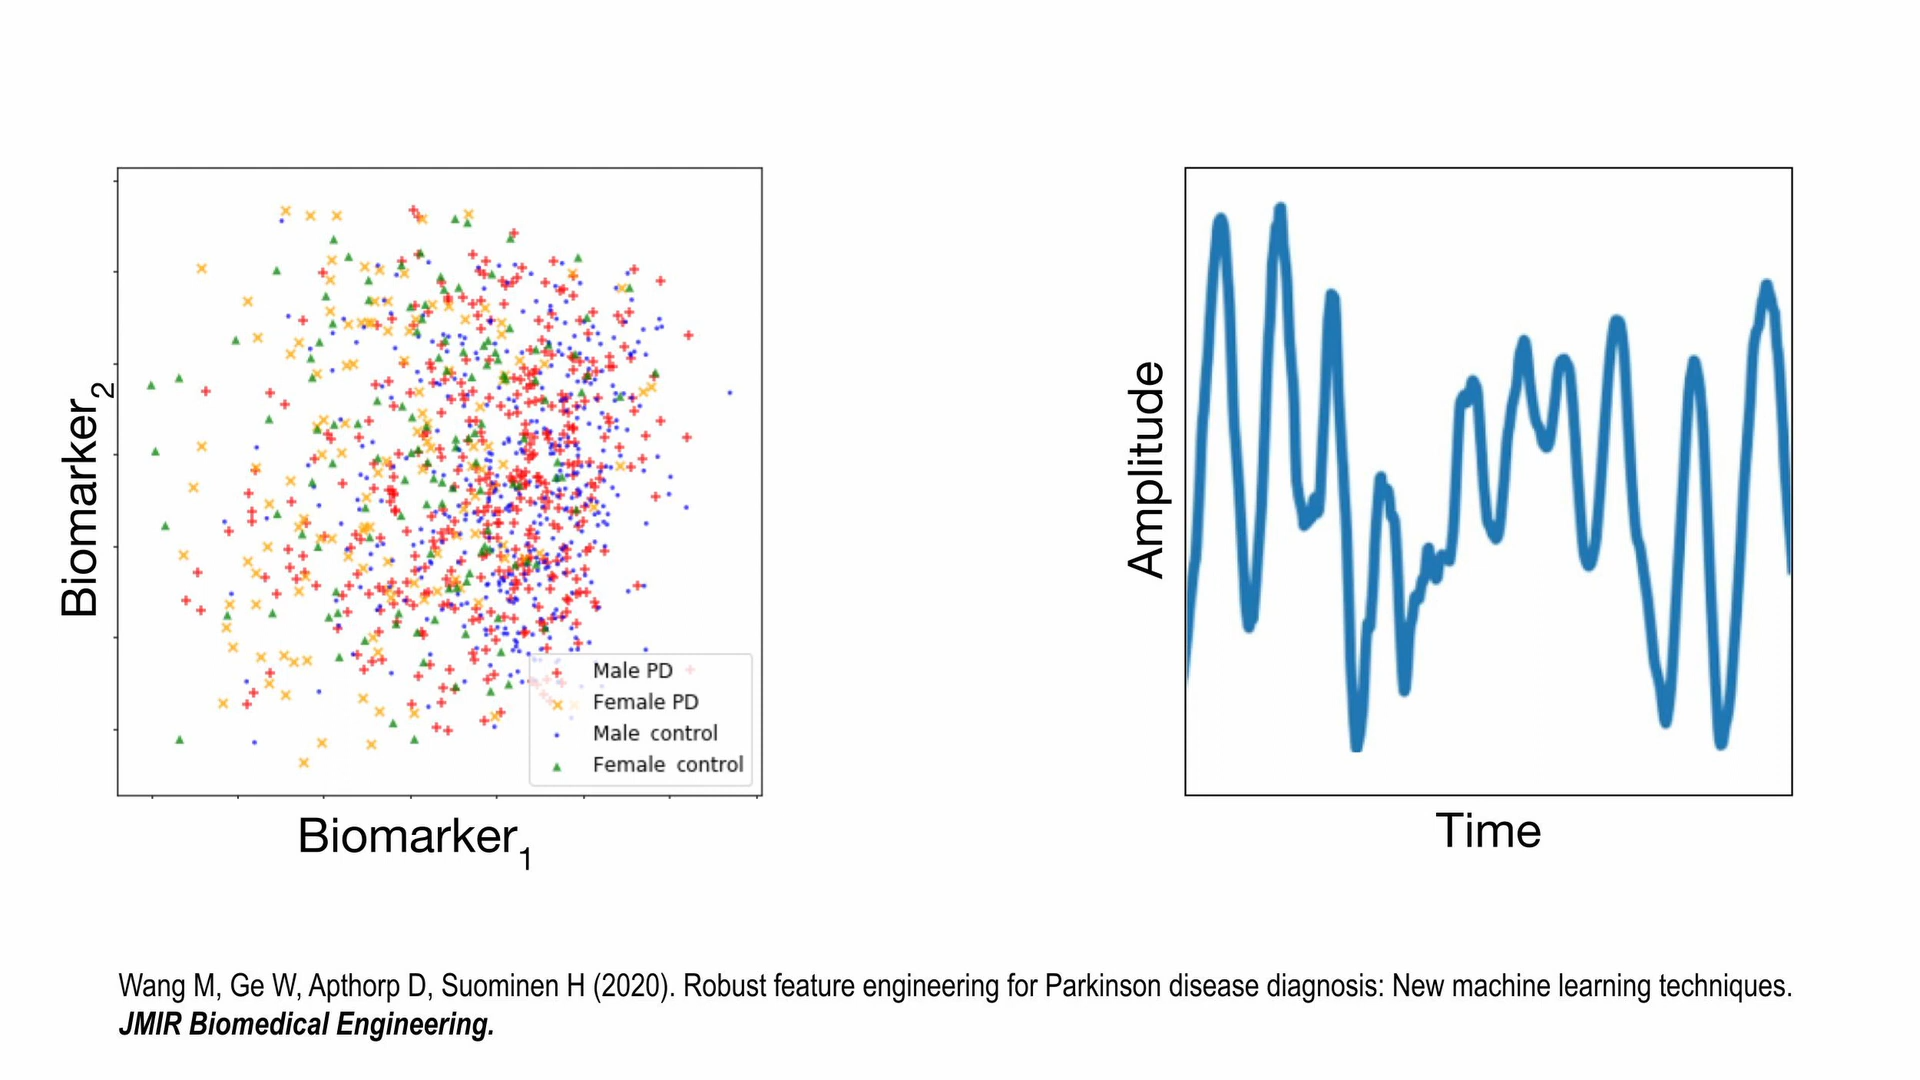 Biomarker2
Male PD
Female PD
Male control
Female control
Biomarker1
Amplitude
Time
Wang M, Ge W, Apthorp D, Suominen H (2020). Robust feature engineering for Parkinson disease diagnosis: New machine learning techniques.
JMIR Biomedical Engineering.